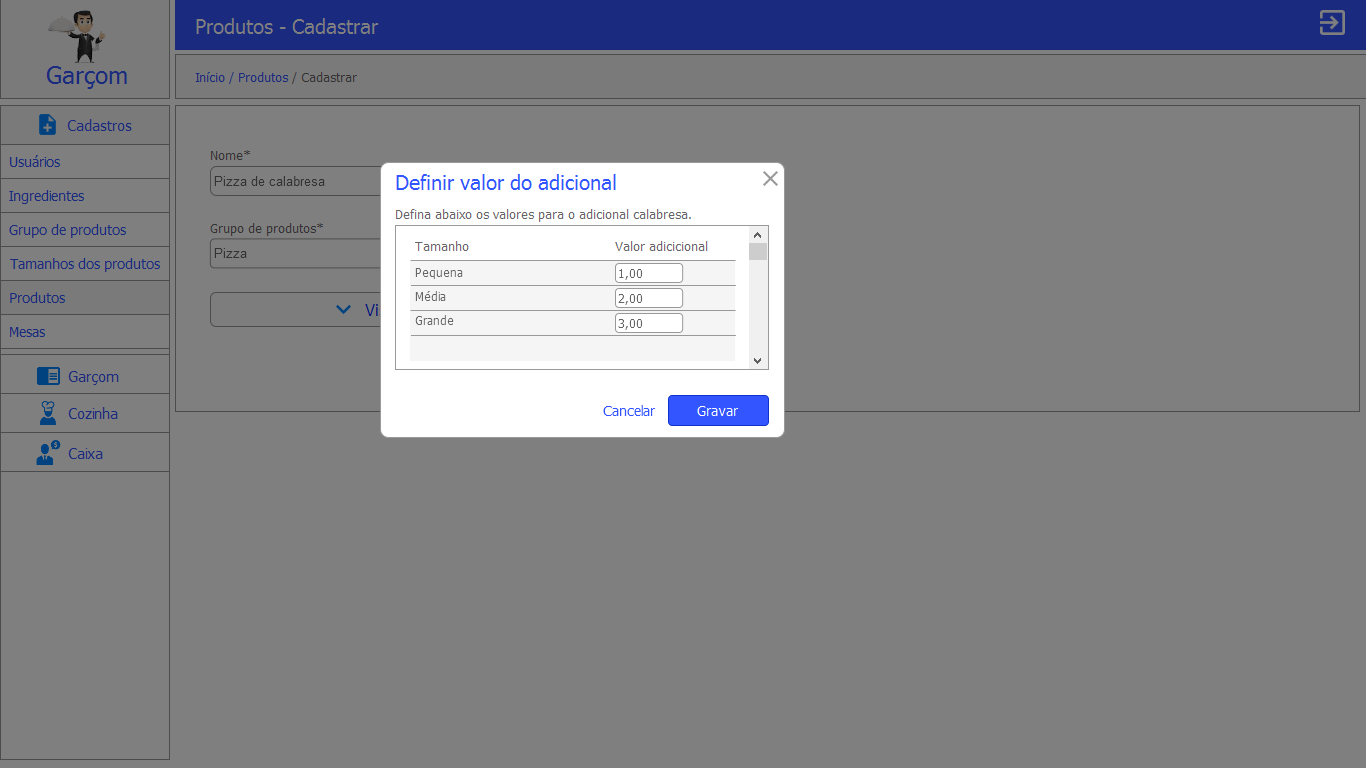 Garçom
Produtos - Cadastrar
Início / Produtos / Cadastrar
Cadastros
Usuários
Ingredientes
Grupo de produtos
Tamanhos dos produtos
Produtos
Mesas
Garçom
Cozinha
Caixa
Nome*
Pizza de calabresa
Grupo de produtos*
Pizza
Vi
Definir valor do adicional
Defina abaixo os valores para o adicional calabresa.
Tamanho Valor adicicional
Pequena 1,00
Média 2,00
Grande 3,00
Cancelar Gravar